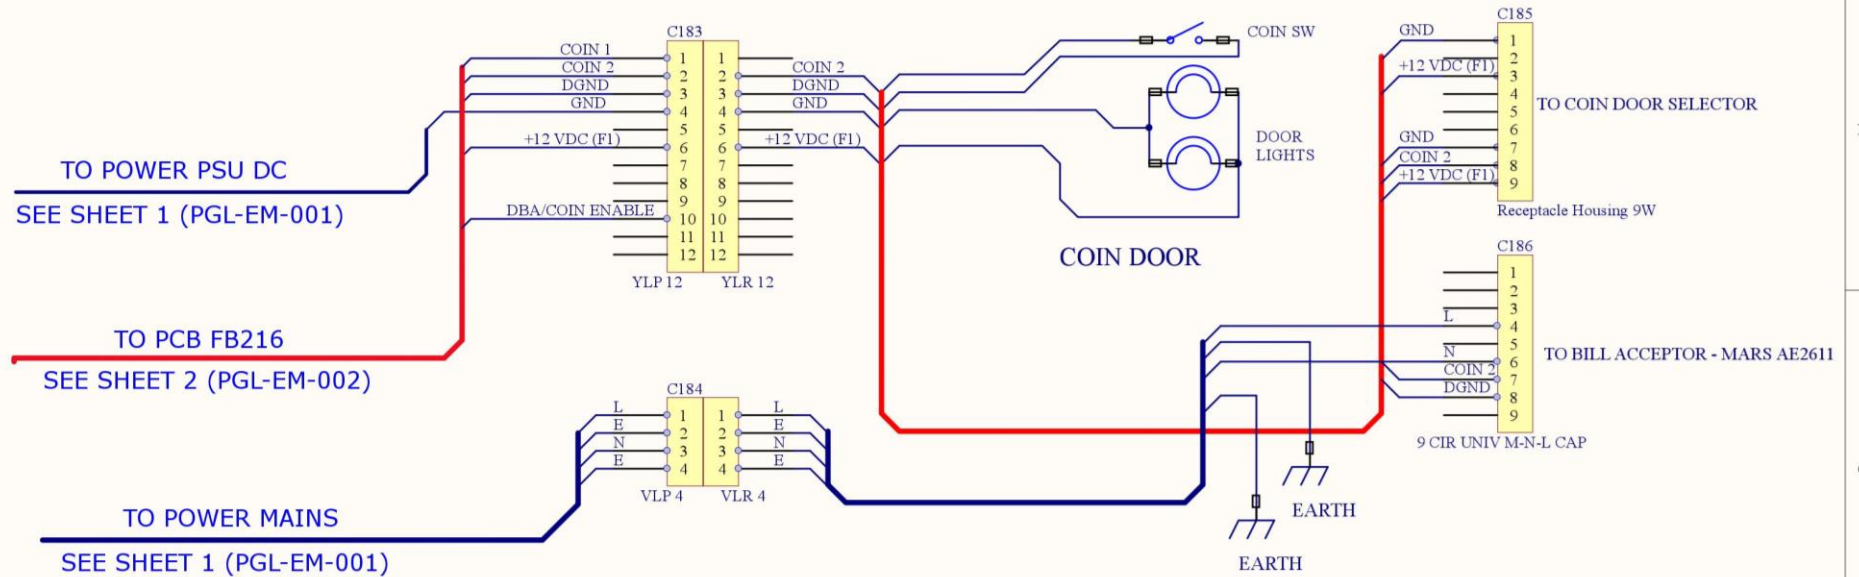 C183
COIN 1
COIN 2
DGND
GND
+12 VDC (F1)
DBA/COIN ENABLE
1 1
2 2
3 3
4 4
5 5
6 6
7 7
8 8
9 9
10 10
11 11
12 12
COIN 2
DGND
GND
+12 VDC (F1)
YLP 12 YLR 12
COIN SW
DOOR
LIGHTS
COIN DOOR
C185
GND
+12 VDC (F1)
GND
COIN 2
+12 VDC (F1)
1
2
3
4
5
6
7
8
9
TO COIN DOOR SELECTOR
Receptacle Housing 9W
C186
L
N
COIN 2
DGND
1
2
3
4
5
6
7
8
9
TO BILL ACCEPTOR - MARS AE2611
9 CIR UNIV M-N-L CAP
TO POWER PSU DC
SEE SHEET 1 (PGL-EM-001)
TO PCB FB216
SEE SHEET 2 (PGL-EM-002)
C184
L 1 1 L
E 2 2 E
N 3 3 N
E 4 4 E
VLP 4 VLR 4
TO POWER MAINS
SEE SHEET 1 (PGL-EM-001)
EARTH
EARTH